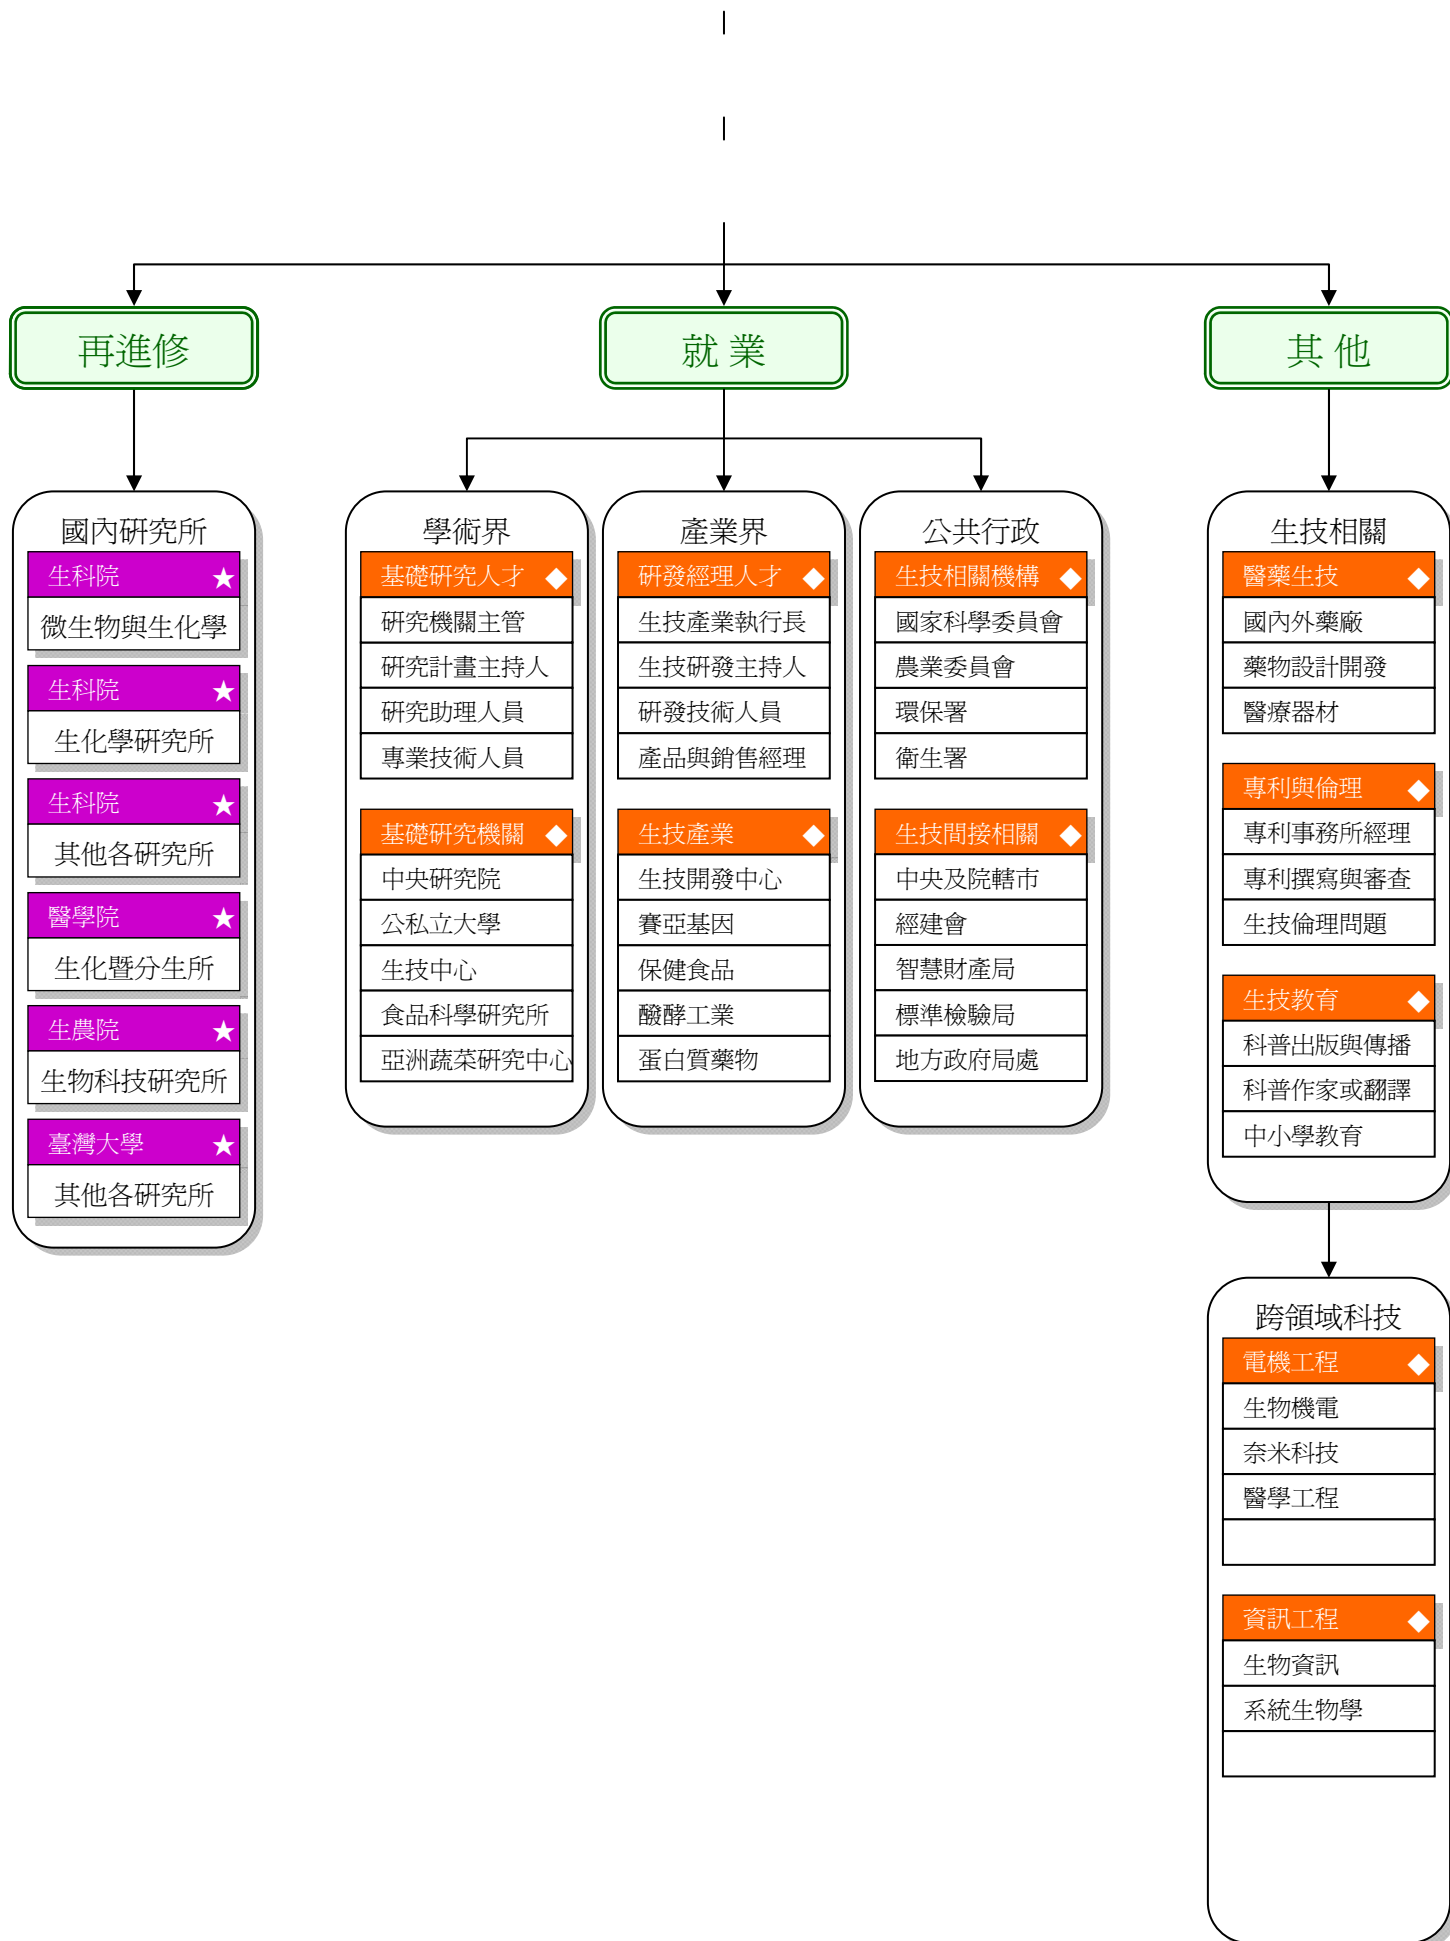 再進修
就 業
其 他
國內研究所
生科院 ★
微生物與生化學
生科院 ★
生化學研究所
生科院 ★
其他各研究所
醫學院 ★
生化暨分生所
生農院 ★
生物科技研究所
臺灣大學 ★
其他各研究所
學術界
基礎研究人才 ◆
研究機關主管
研究計畫主持人
研究助理人員
專業技術人員
基礎研究機關 ◆
中央研究院
公私立大學
生技中心
食品科學研究所
亞洲蔬菜研究中心
產業界
研發經理人才 ◆
生技產業執行長
生技研發主持人
研發技術人員
產品與銷售經理
生技產業 ◆
生技開發中心
賽亞基因
保健食品
醱酵工業
蛋白質藥物
公共行政
生技相關機構 ◆
國家科學委員會
農業委員會
環保署
衛生署
生技間接相關 ◆
中央及院轄市
經建會
智慧財產局
標準檢驗局
地方政府局處
生技相關
醫藥生技 ◆
國內外藥廠
藥物設計開發
醫療器材
專利與倫理 ◆
專利事務所經理
專利撰寫與審查
生技倫理問題
生技教育 ◆
科普出版與傳播
科普作家或翻譯
中小學教育
跨領域科技
電機工程 ◆
生物機電
奈米科技
醫學工程
資訊工程 ◆
生物資訊
系統生物學